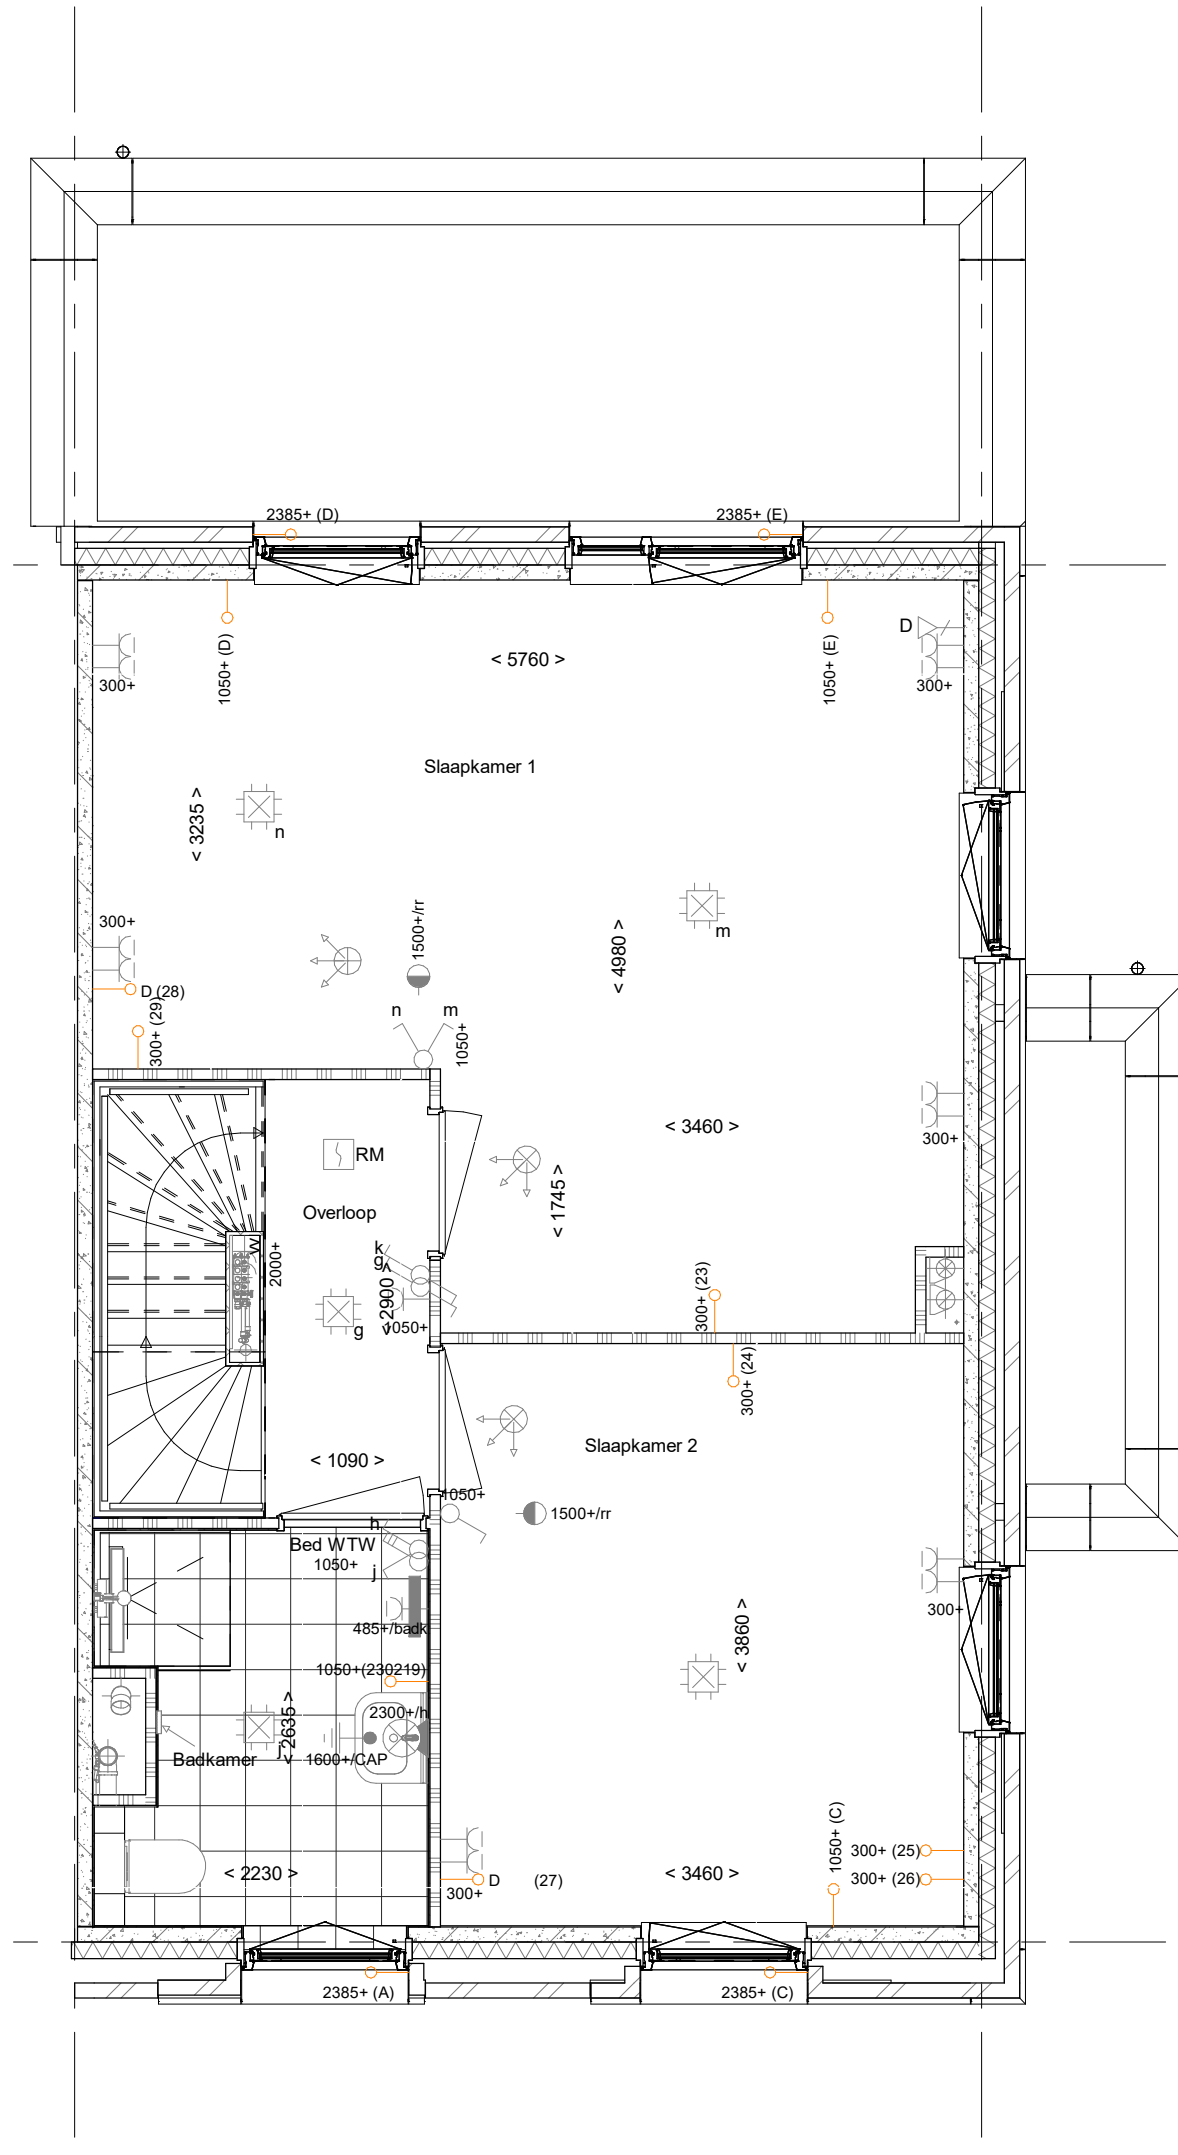 2385+ (D)
2385+ (E)
1050+ (D)
1050+ (E)
D
300+
< 5760 >
300+
Slaapkamer 1
< 3235 >
n
m
300+
1500+/rr
< 4980 >
D (28)
300+ (29)
n
m
1050+
< 3460 >
300+
RM
< 1745 >
Overloop
W
2000+
k
g
< 2900 >
1050+
g
300+ (23)
300+ (24)
Slaapkamer 2
< 1090 >
1050+
1500+/rr
h
Bed WTW
1050+
j
300+
485+/badk
< 3860 >
1050+(230219)
2300+/h
< 2635 >
j
Badkamer
1600+/CAP
1050+ (C)
300+ (25)
< 2230 >
D
(27)
< 3460 >
300+ (26)
300+
2385+ (A)
2385+ (C)